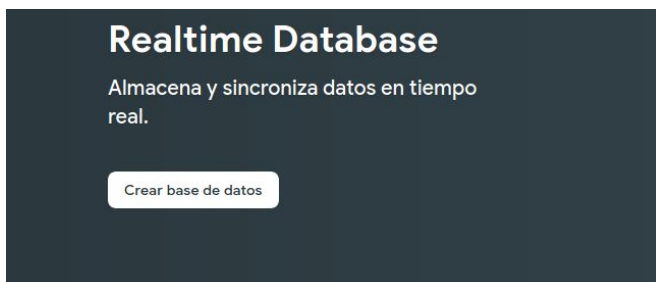 Realtime Database
Almacena y sincroniza datos en tiempo
real.
Crear base de datos